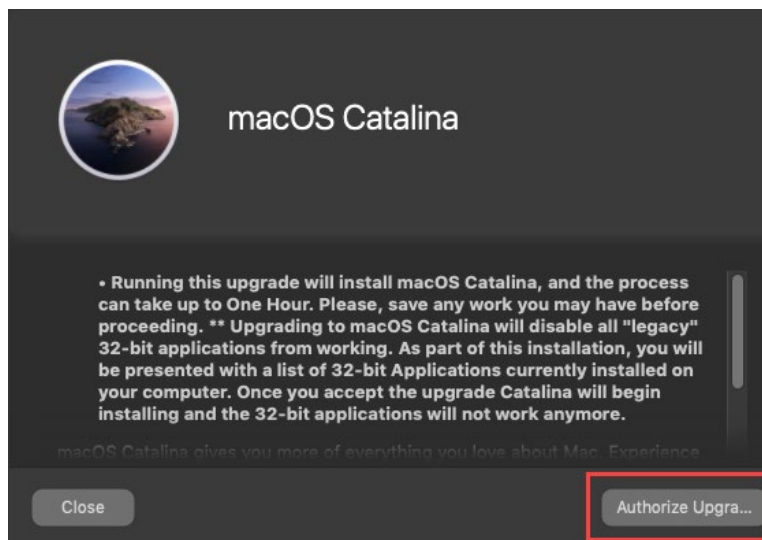 macOS Catalina
• Running this upgrade will install macOS Catalina, and the process
can take up to One Hour. Please, save any work you may have before
proceeding. ** Upgrading to macOS Catalina will disable all "legacy"
32-bit applications from working. As part of this installation, you will
be presented with a list of 32-bit Applications currently installed on
your computer. Once you accept the upgrade Catalina will begin
installing and the 32-bit applications will not work anymore.
macOS Catalina gives you more of everything you love about Mac. Experience
Close
Authorize Upgra...